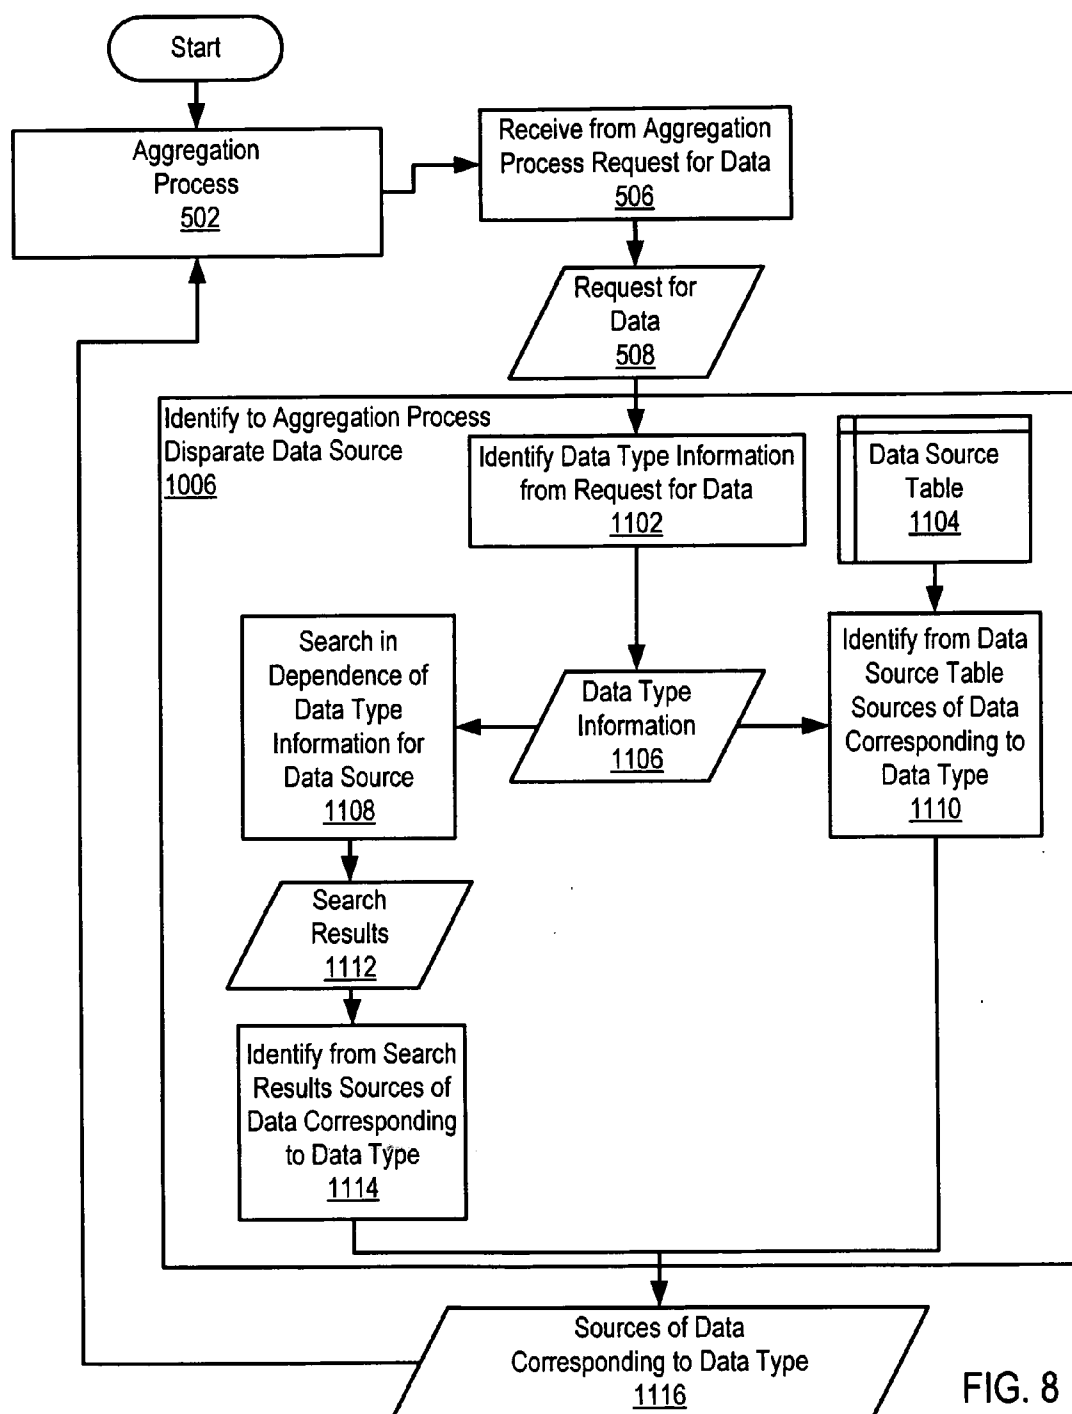 Start
Aggregation
Process
502
Receive from Aggregation
Process Request for Data
506
Request for
Data
508
Identify to Aggregation Process
Disparate Data Source
1006
Identify Data Type Information
from Request for Data
1102
Data Source
Table
1104
Search in
Dependence of
Data Type
Information for
Data Source
1108
Data Type
Information
1106
Identify from Data
Source Table
Sources of Data
Corresponding to
Data Type
1110
Search
Results
1112
Identify from Search
Results Sources of
Data Corresponding
to Data Type
1114
Sources of Data
Corresponding to Data Type
1116
FIG. 8